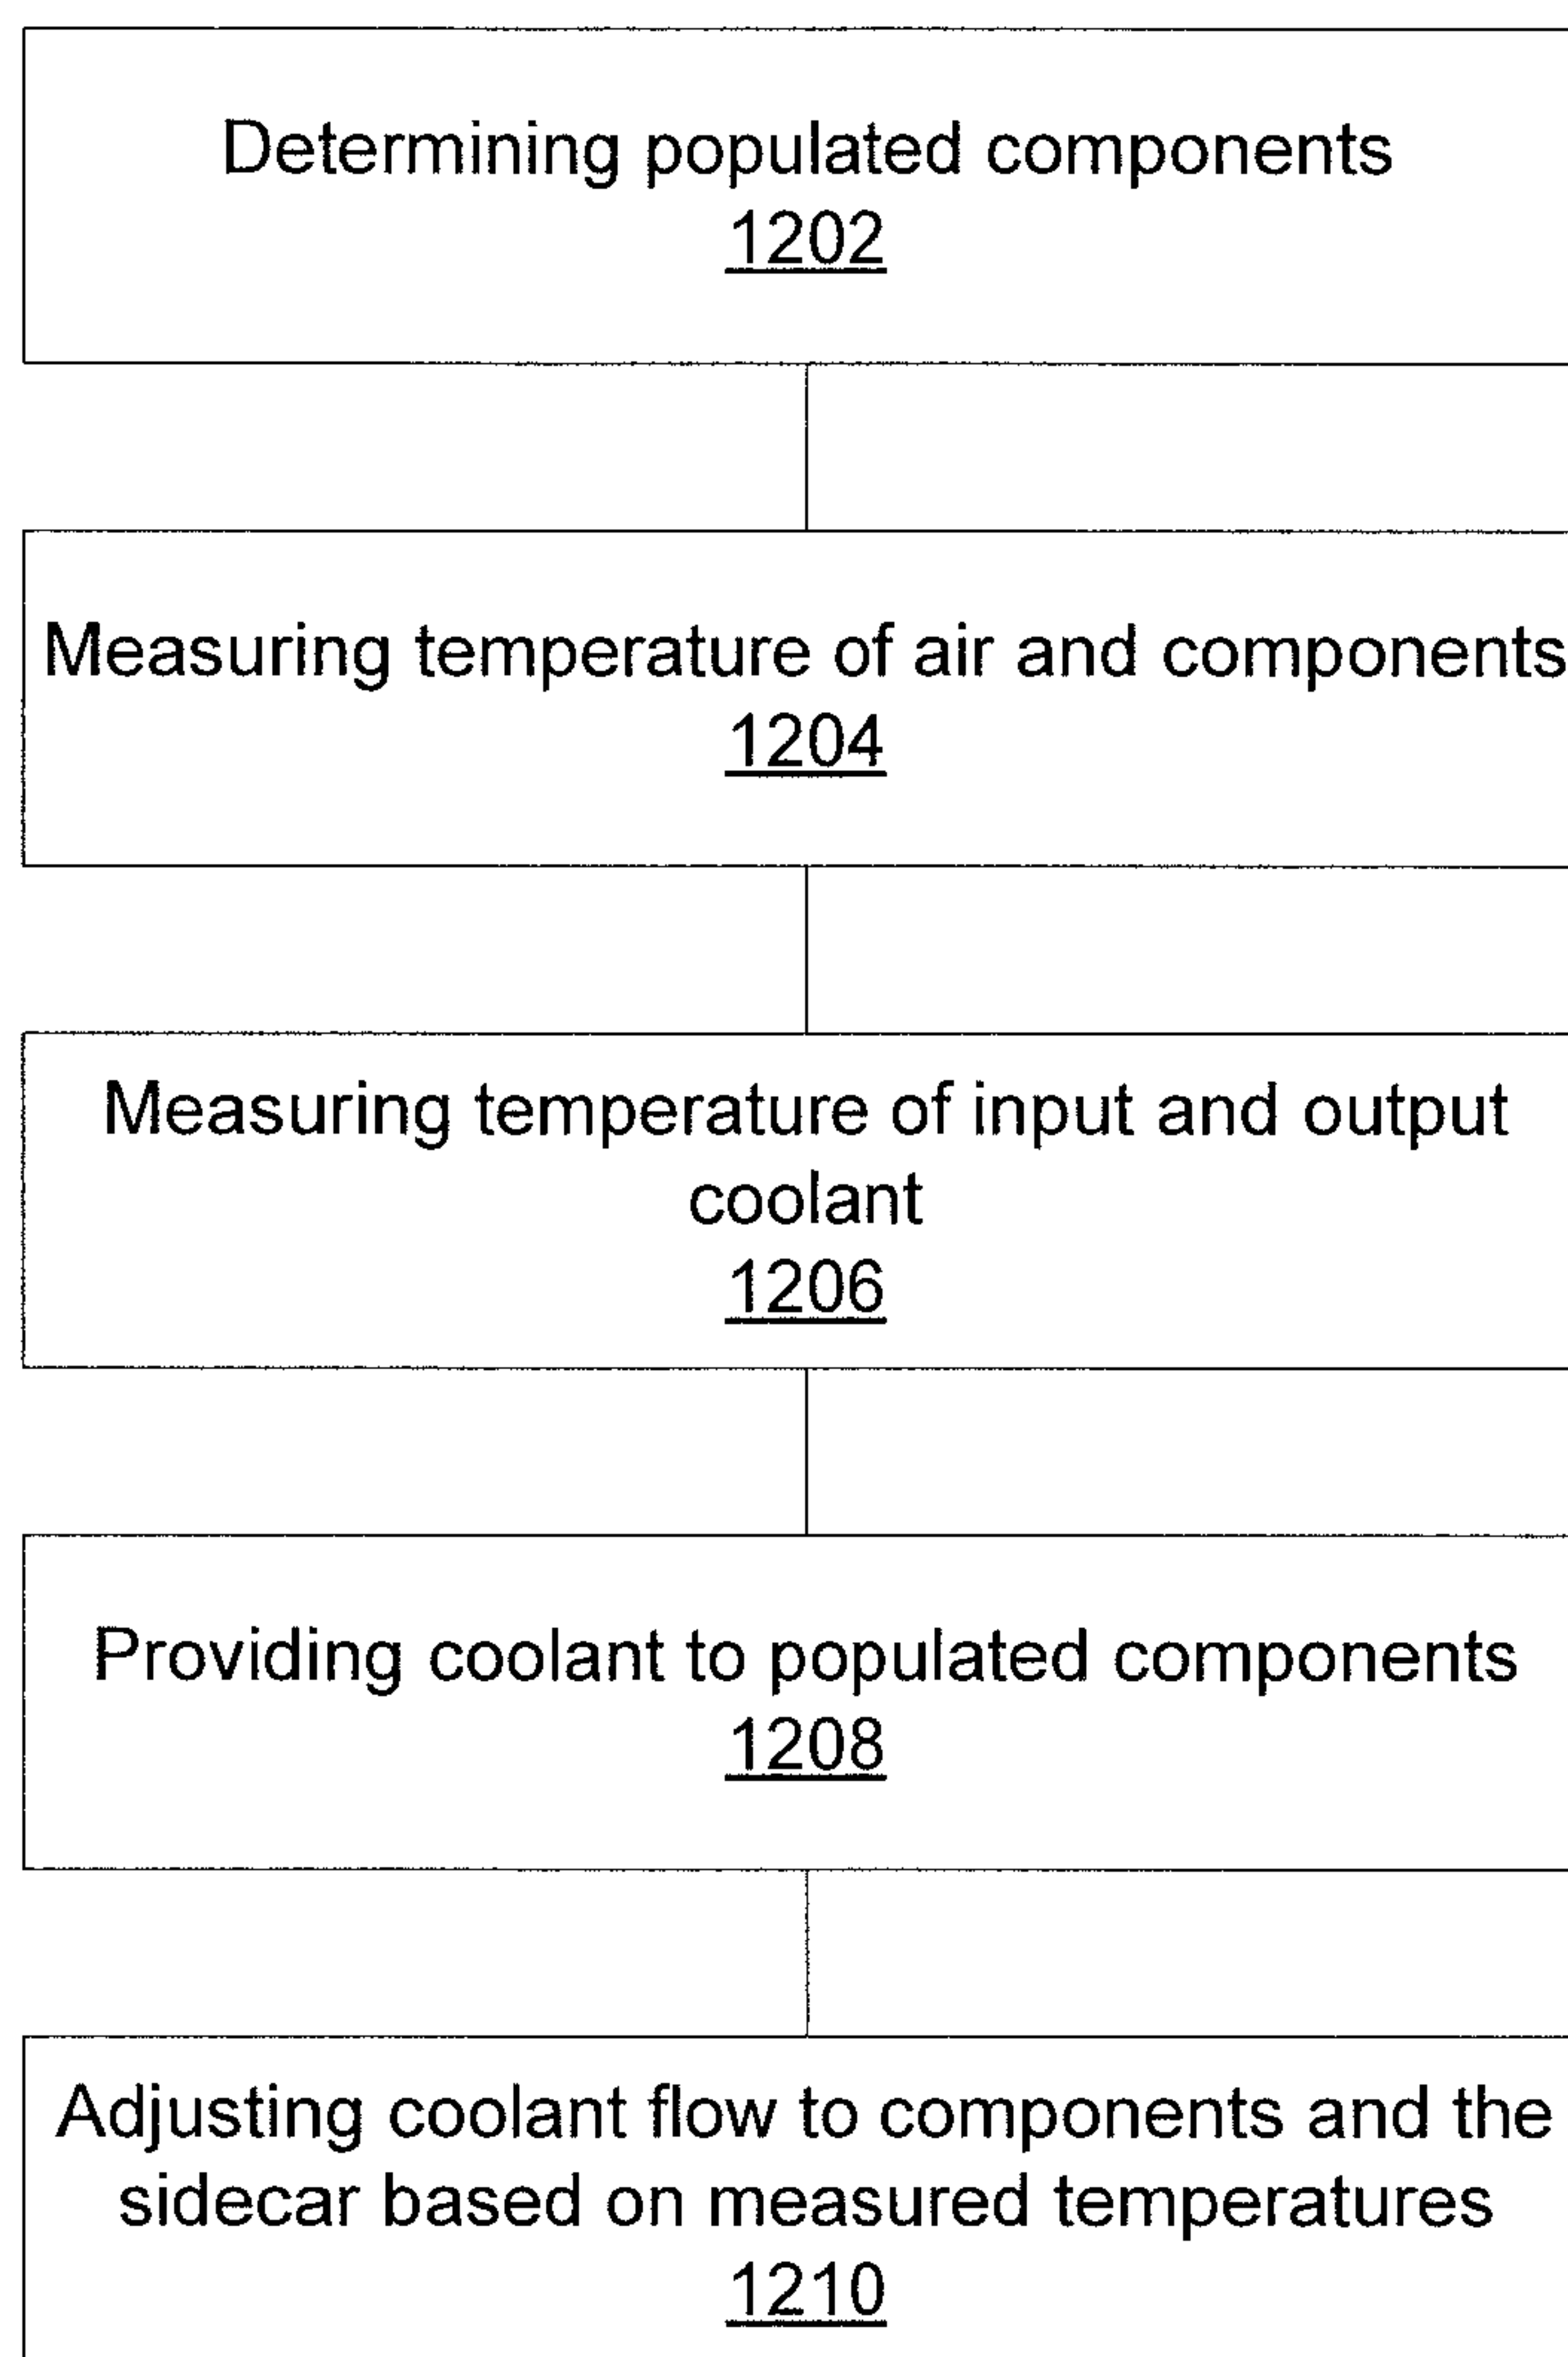 Determining populated components
1202
Measuring temperature of air and components
1204
Measuring temperature of input and output
coolant
1206
Providing coolant to populated components
1208
Adjusting coolant flow to components and the
sidecar based on measured temperatures
1210